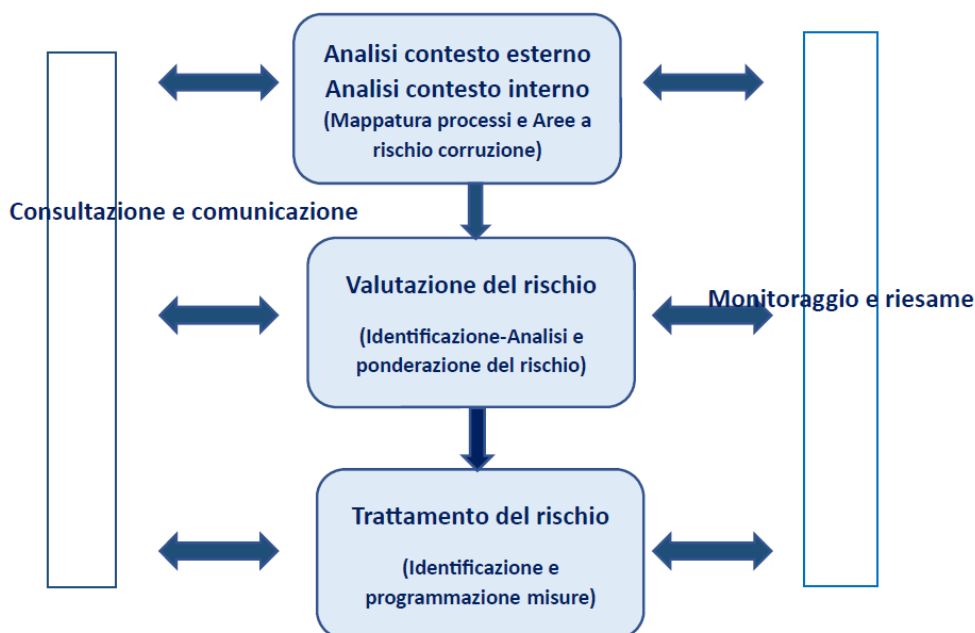 Analisi contesto esterno
Analisi contesto interno
(Mappatura processi e Aree a
rischio corruzione)
Consultazione e comunicazione
Valutazione del rischio
(Identificazione-Analisi e
ponderazione del rischio)
Monitoraggio e riesame
Trattamento del rischio
(Identificazione e
programmazione misure)